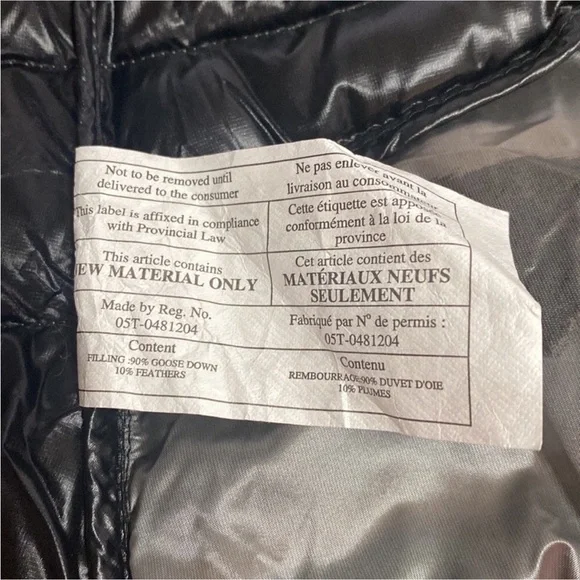 Not to be removed until
delivered to the consumer
This label is affixed in compliance
with Provincial Law
This article contains
NEW MATERIAL ONLY
Made by Reg. No.
05T-0481204
Content
FILLING :90% GOOSE DOWN
10% FEATHERS
Ne pas enlever avant la
livraison au consommateur
Cette étiquette est apposée
conformément à la loi de la
province
Cet article contient des
MATÉRIAUX NEUFS
SEULEMENT
Fabriqué par N° de permis :
05T-0481204
Contenu
REMBOURRAGE:90% DUVET D'OIE
10% PLUMES